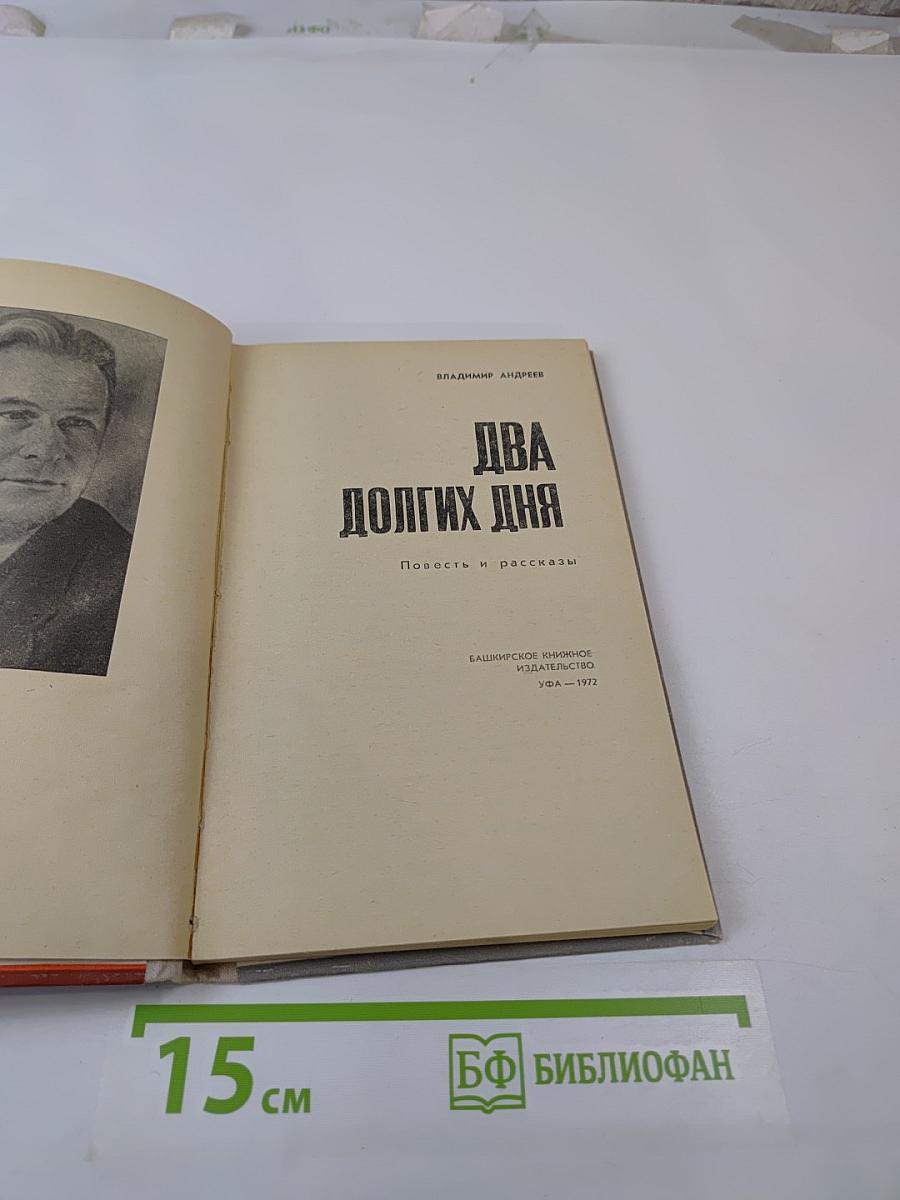 ВЛАДИМИР АНДРЕЕВ
ДВА
ДОЛГИХ ДНЯ
Повесть и рассказы
БАШКИРСКОЕ КНИЖНОЕ
ИЗДАТЕЛЬСТВО
УФА — 1972
15 см
БФ БИБЛИОФАН